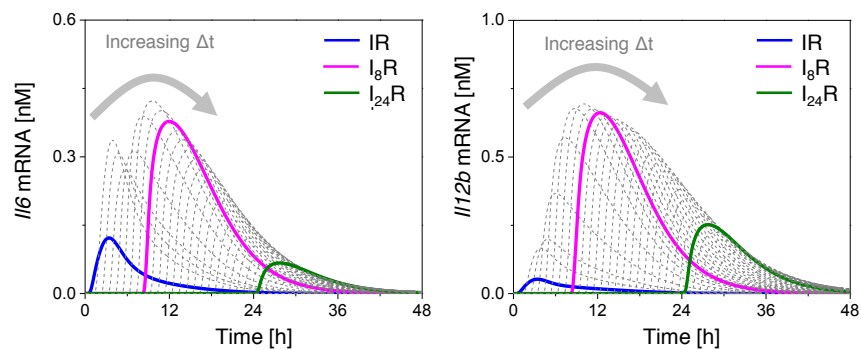 0.6
0.3
0.0
Il6 mRNA [nM]
Increasing Δt
IR
I₈R
I₂₄R
0 12 24 36 48
Time [h]
1.0
0.5
0.0
Il12b mRNA [nM]
Increasing Δt
IR
I₈R
I₂₄R
0 12 24 36 48
Time [h]